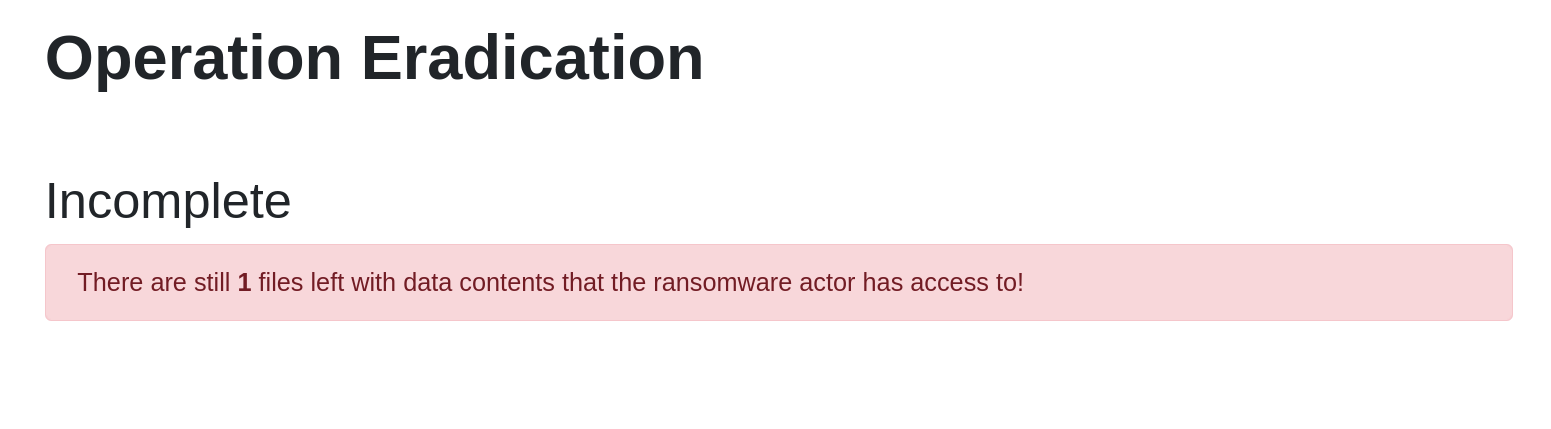 Operation Eradication
Incomplete
There are still 1 files left with data contents that the ransomware actor has access to!